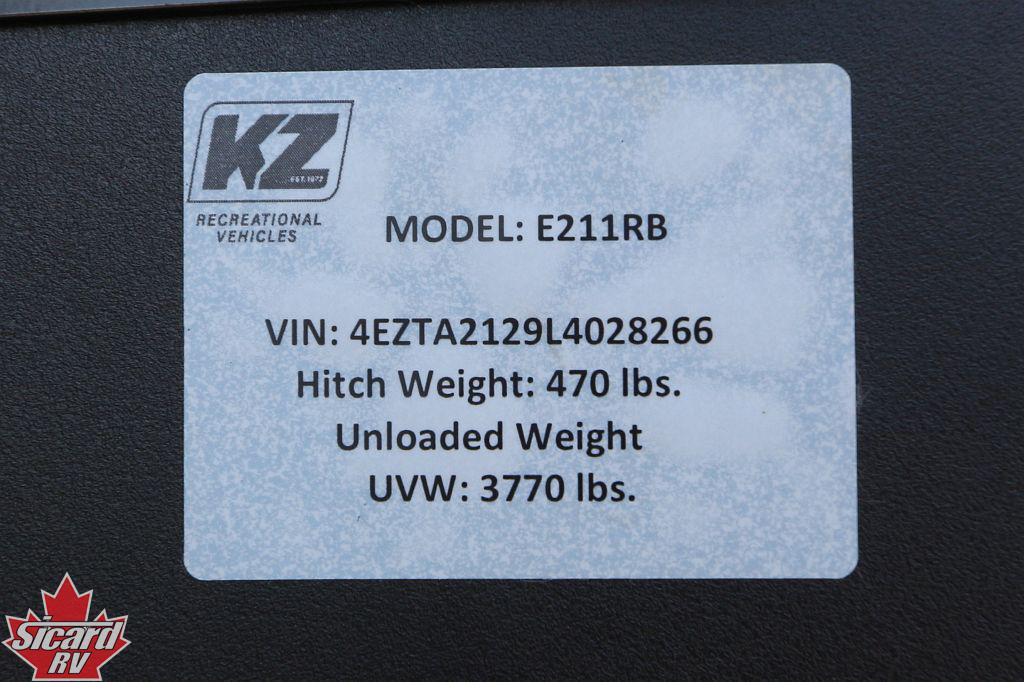 KZ
EST. 1972
RECREATIONAL
VEHICLES
MODEL: E211RB
VIN: 4EZTA2129L4028266
Hitch Weight: 470 lbs.
Unloaded Weight
UVW: 3770 lbs.
Sicard
RV